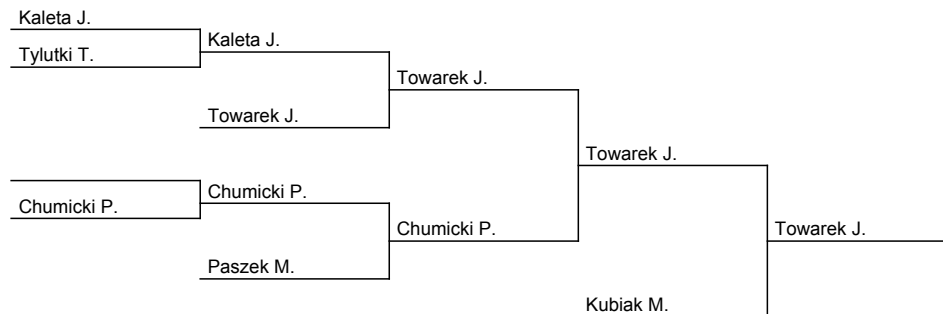 Kaleta J.
Tylutki T.
Kaleta J.
Towarek J.
Towarek J.
Chumicki P.
Chumicki P.
Paszek M.
Chumicki P.
Towarek J.
Kubiak M.
Towarek J.